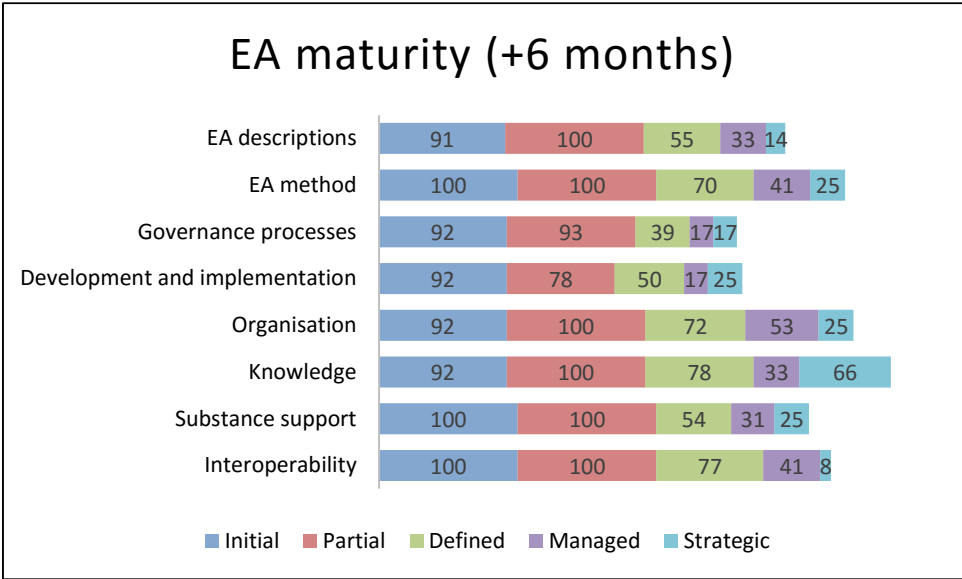 EA maturity (+6 months)
EA descriptions 91 100 55 33 14
EA method 100 100 70 41 25
Governance processes 92 93 39 17 17
Development and implementation 92 78 50 17 25
Organisation 92 100 72 53 25
Knowledge 92 100 78 33 66
Substance support 100 100 54 31 25
Interoperability 100 100 77 41 8
Initial Partial Defined Managed Strategic